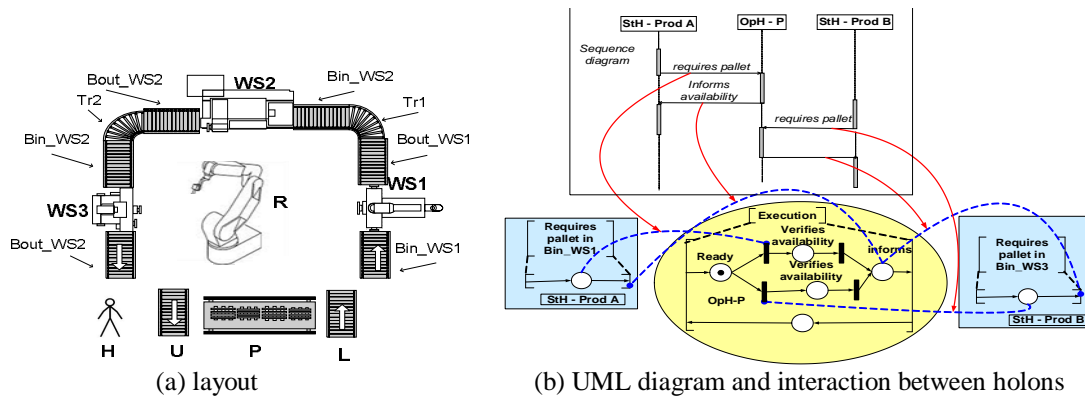 Bout_WS2
WS2
Bin_WS2
Tr2
Tr1
Bin_WS2
Bout_WS1
R
WS1
WS3
Bout_WS2
Bin_WS1
H
U
P
L
(a) layout
StH - Prod A
OpH - P
StH - Prod B
Sequence
diagram
requires pallet
Informs
availability
requires pallet
Execution
Requires
pallet in
Bin_WS1
StH - Prod A
Verifies
availability
informs
Ready
Verifies
availability
OpH-P
Requires
pallet in
Bin_WS3
StH - Prod B
(b) UML diagram and interaction between holons